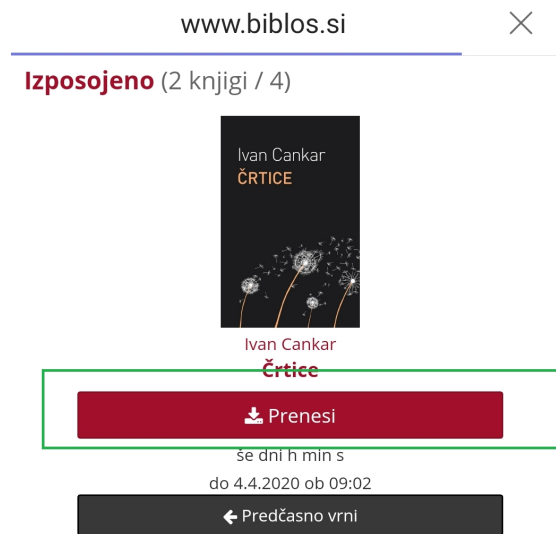 www.biblos.si
Izposojeno (2 knjigi / 4)
Ivan Cankar
ČRTICE
Ivan Cankar
Črtice
Prenesi
še dni h min s
do 4.4.2020 ob 09:02
Predčasno vrni